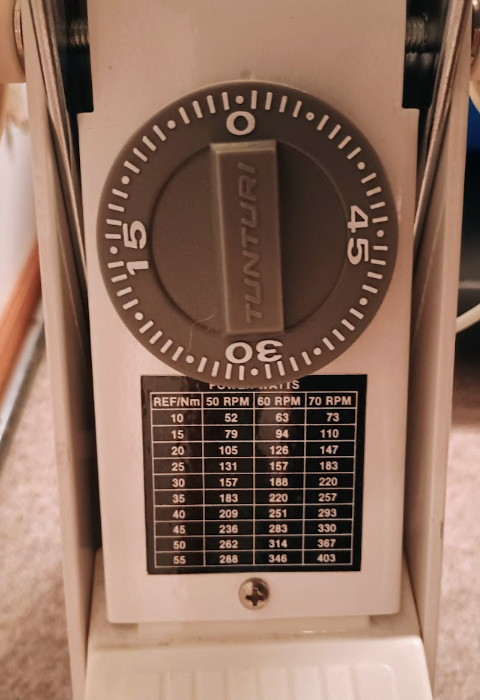 0
45
30
15
TUNTURI
POWER WATTS
REF/Nm 50 RPM 60 RPM 70 RPM
10 52 63 73
15 79 94 110
20 105 126 147
25 131 157 183
30 157 188 220
35 183 220 257
40 209 251 293
45 236 283 330
50 262 314 367
55 288 346 403